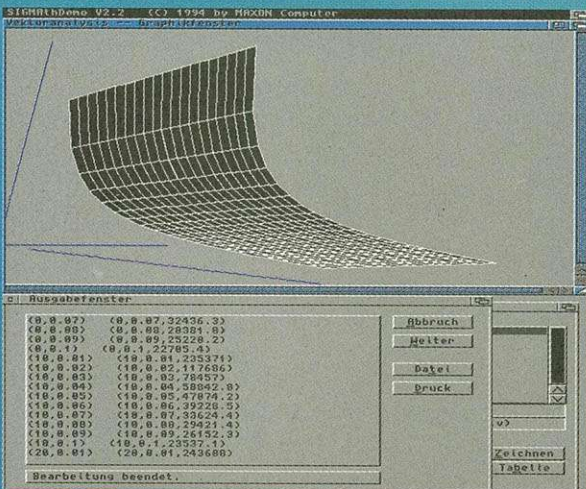 SIGMAthDemo V2.2 (C) 1994 by MAXON Computer
Vektoranalysis -- Graphikfenster
Ausgabefenster
(0,0.07) (0,0.07,32436.3)
(0,0.08) (0,0.08,28381.8)
(0,0.09) (0,0.09,25228.2)
(0,0.1) (0,0.1,22705.4)
(10,0.01) (10,0.01,235371)
(10,0.02) (10,0.02,117686)
(10,0.03) (10,0.03,78457)
(10,0.04) (10,0.04,58842.8)
(10,0.05) (10,0.05,47074.2)
(10,0.06) (10,0.06,39228.5)
(10,0.07) (10,0.07,33624.4)
(10,0.08) (10,0.08,29421.4)
(10,0.09) (10,0.09,26152.3)
(10,0.1) (10,0.1,23537.1)
(20,0.01) (20,0.01,243688)
Bearbeitung beendet.
Abbruch
Weiter
Datei
Druck
v)
Zeichnen
Tabelle